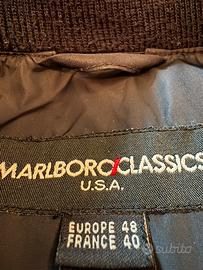 MARLBORO CLASSICS
U.S.A.
EUROPE 48
FRANCE 40
subito